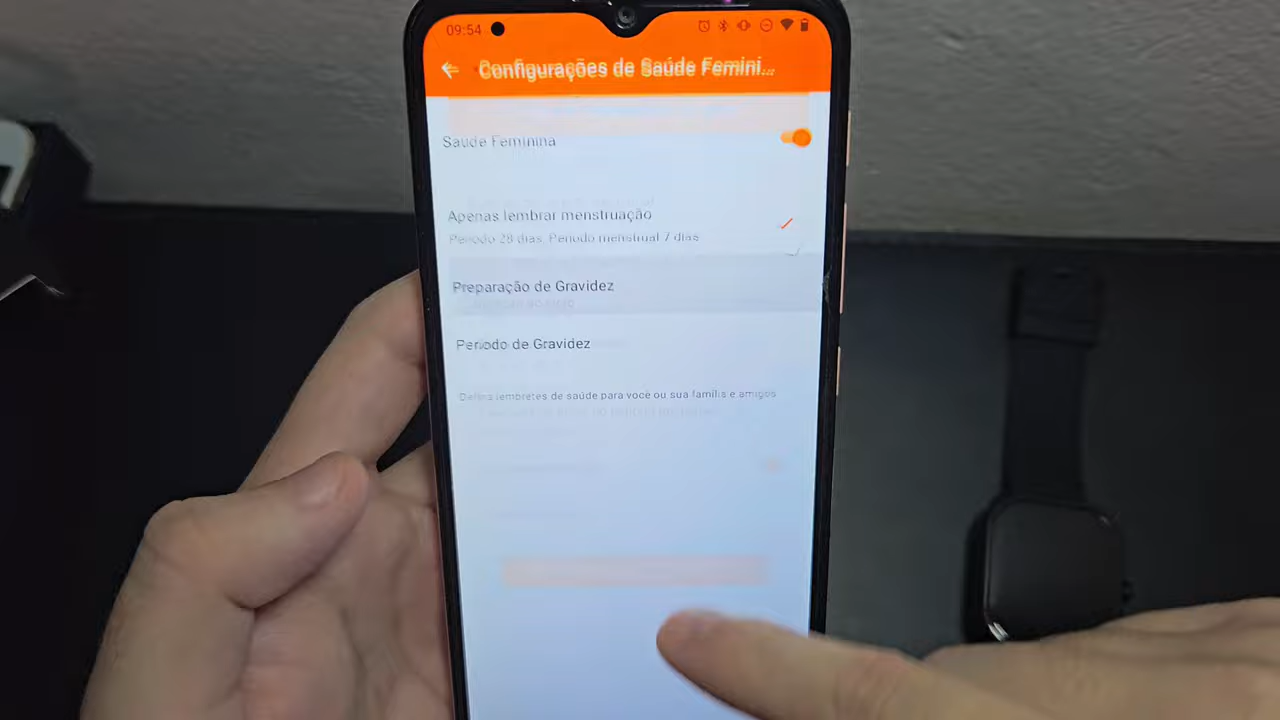 09:54
Configurações de Saúde Femini...
Saúde Feminina
Apenas lembrar menstruação
Período 28 dias, Período menstrual 7 dias
Preparação de Gravidez
Período de Gravidez
Defina lembretes de saúde para você ou sua família e amigos